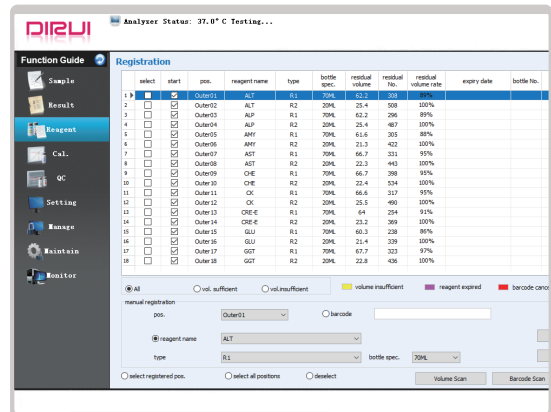 DIRUI
Analyzer Status: 37.0°C Testing...
Function Guide
Registration
Sample
Result
Reagent
Cal.
QC
Setting
Manage
Maintain
Monitor
select start pos. reagent name type bottle spec. residual volume residual No. residual volume rate expiry date bottle No.
1 Outer01 ALT R1 70ML 62.2 308 89%
2 Outer02 ALT R2 20ML 25.4 508 100%
3 Outer03 ALP R1 70ML 62.2 296 89%
4 Outer04 ALP R2 20ML 25.4 487 100%
5 Outer05 AMY R1 70ML 61.6 305 88%
6 Outer06 AMY R2 20ML 21.3 422 100%
7 Outer07 AST R1 70ML 66.7 331 95%
8 Outer08 AST R2 20ML 22.3 443 100%
9 Outer09 CHE R1 70ML 66.7 398 95%
10 Outer10 CHE R2 20ML 22.4 534 100%
11 Outer11 CK R1 70ML 66.6 317 95%
12 Outer12 CK R2 20ML 25.5 490 100%
13 Outer13 CRE-E R1 70ML 64 254 91%
14 Outer14 CRE-E R2 20ML 23.2 369 100%
15 Outer15 GLU R1 70ML 60.3 238 86%
16 Outer16 GLU R2 20ML 21.4 339 100%
17 Outer17 GGT R1 70ML 67.7 323 97%
18 Outer18 GGT R2 20ML 22.8 436 100%
All vol. sufficient vol.insufficient volume insufficient reagent expired barcode canc
manual registration
pos. Outer01 barcode
reagent name ALT
type R1 bottle spec. 70ML
select registered pos. select all positions deselect Volume Scan Barcode Scan